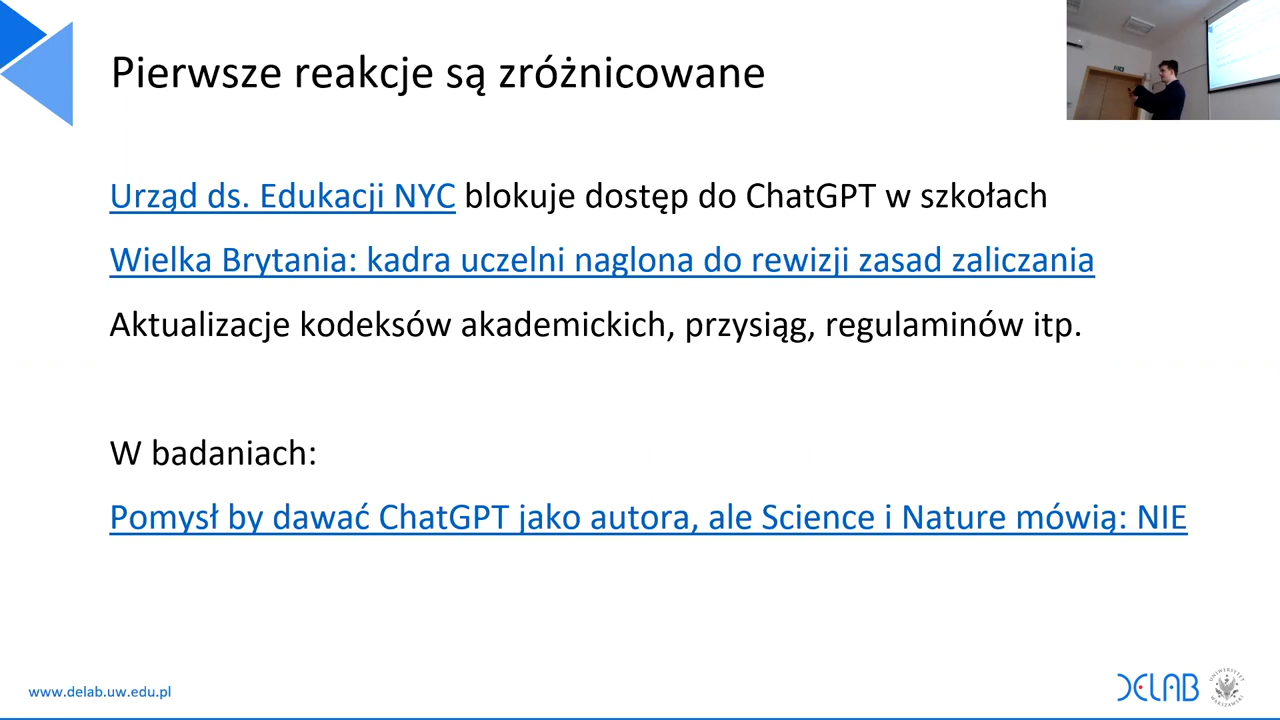 Pierwsze reakcje są zróżnicowane
Urząd ds. Edukacji NYC blokuje dostęp do ChatGPT w szkołach
Wielka Brytania: kadra uczelni naglona do rewizji zasad zaliczania
Aktualizacje kodeksów akademickich, przysiąg, regulaminów itp.
W badaniach:
Pomysł by dawać ChatGPT jako autora, ale Science i Nature mówią: NIE
www.delab.uw.edu.pl
DELAB
UNIWERSYTET WARSZAWSKI